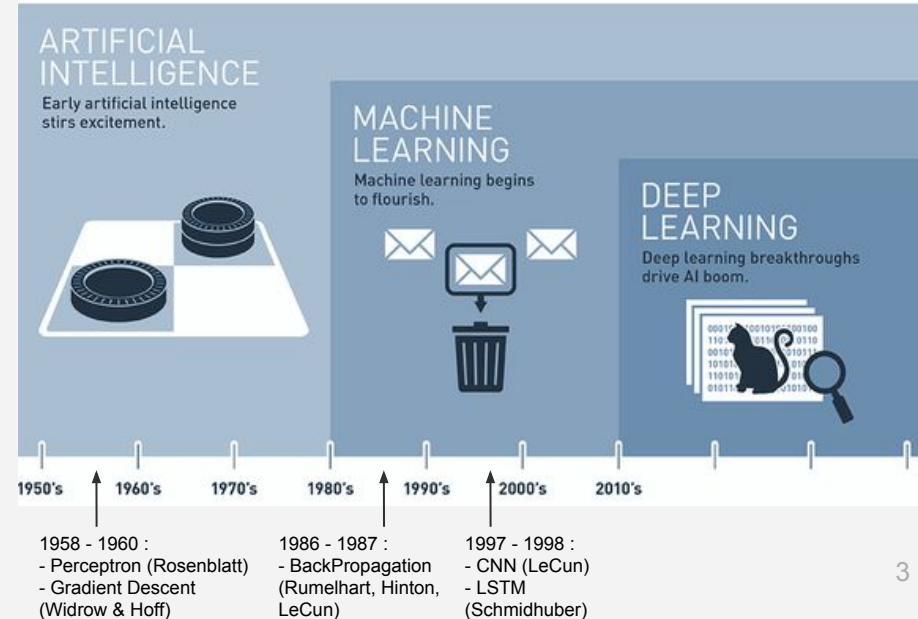 ARTIFICIAL
INTELLIGENCE
Early artificial intelligence
stirs excitement.
MACHINE
LEARNING
Machine learning begins
to flourish.
DEEP
LEARNING
Deep learning breakthroughs
drive AI boom.
1950's 1960's 1970's 1980's 1990's 2000's 2010's
1958 - 1960 :
- Perceptron (Rosenblatt)
- Gradient Descent
(Widrow & Hoff)
1986 - 1987 :
- BackPropagation
(Rumelhart, Hinton,
LeCun)
1997 - 1998 :
- CNN (LeCun)
- LSTM
(Schmidhuber)
3